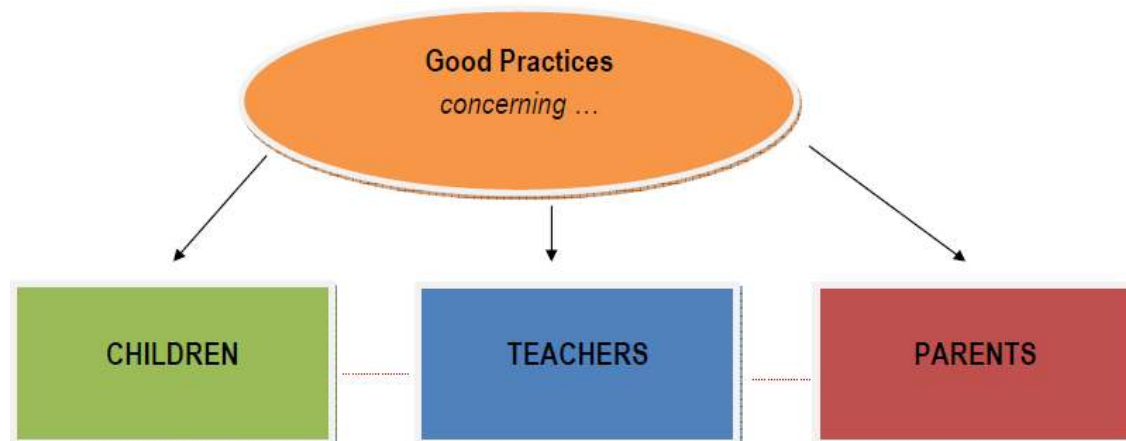 Good Practices
concerning ...
CHILDREN
TEACHERS
PARENTS